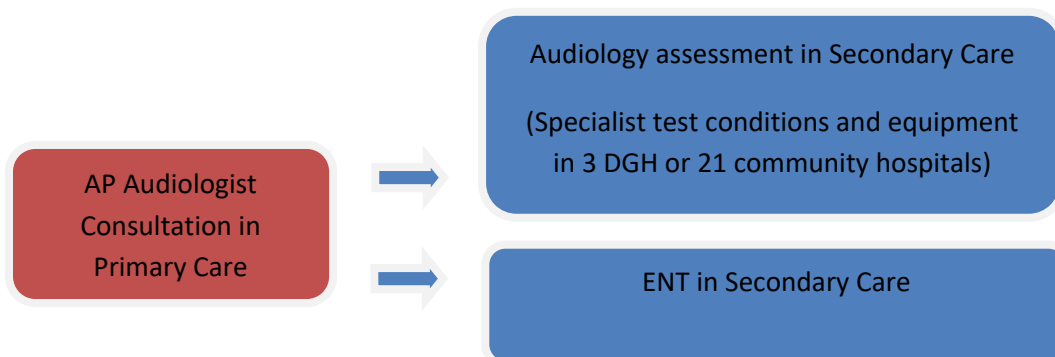 AP Audiologist
Consultation in
Primary Care
Audiology assessment in Secondary Care
(Specialist test conditions and equipment
in 3 DGH or 21 community hospitals)
ENT in Secondary Care